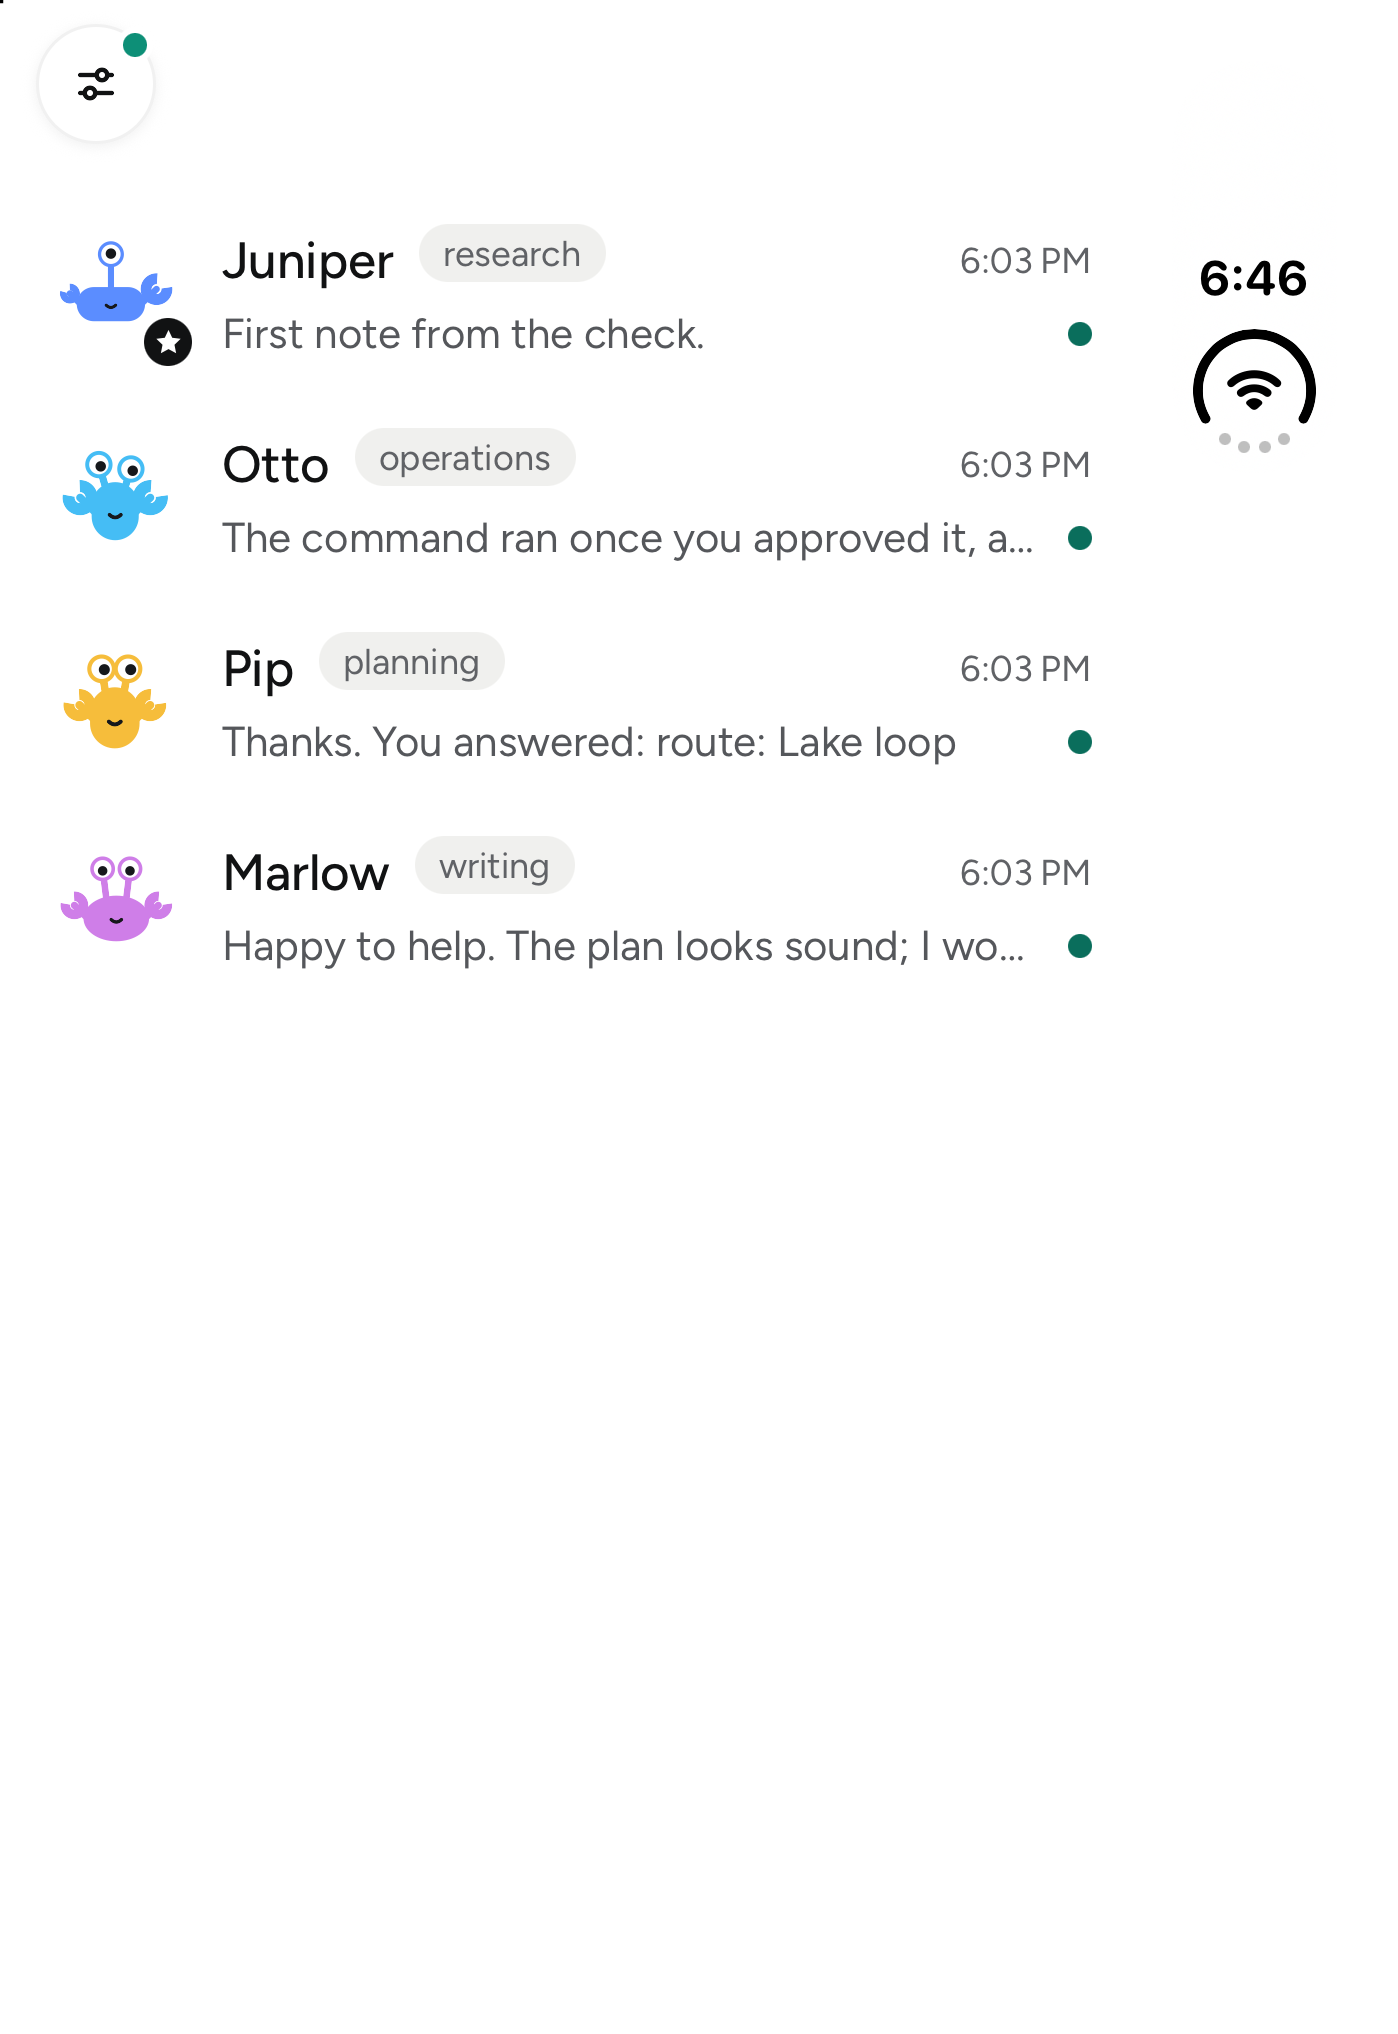 Juniper research 6:03 PM
6:46
First note from the check.
Otto operations 6:03 PM
The command ran once you approved it, a...
Pip planning 6:03 PM
Thanks. You answered: route: Lake loop
Marlow writing 6:03 PM
Happy to help. The plan looks sound; I wo...